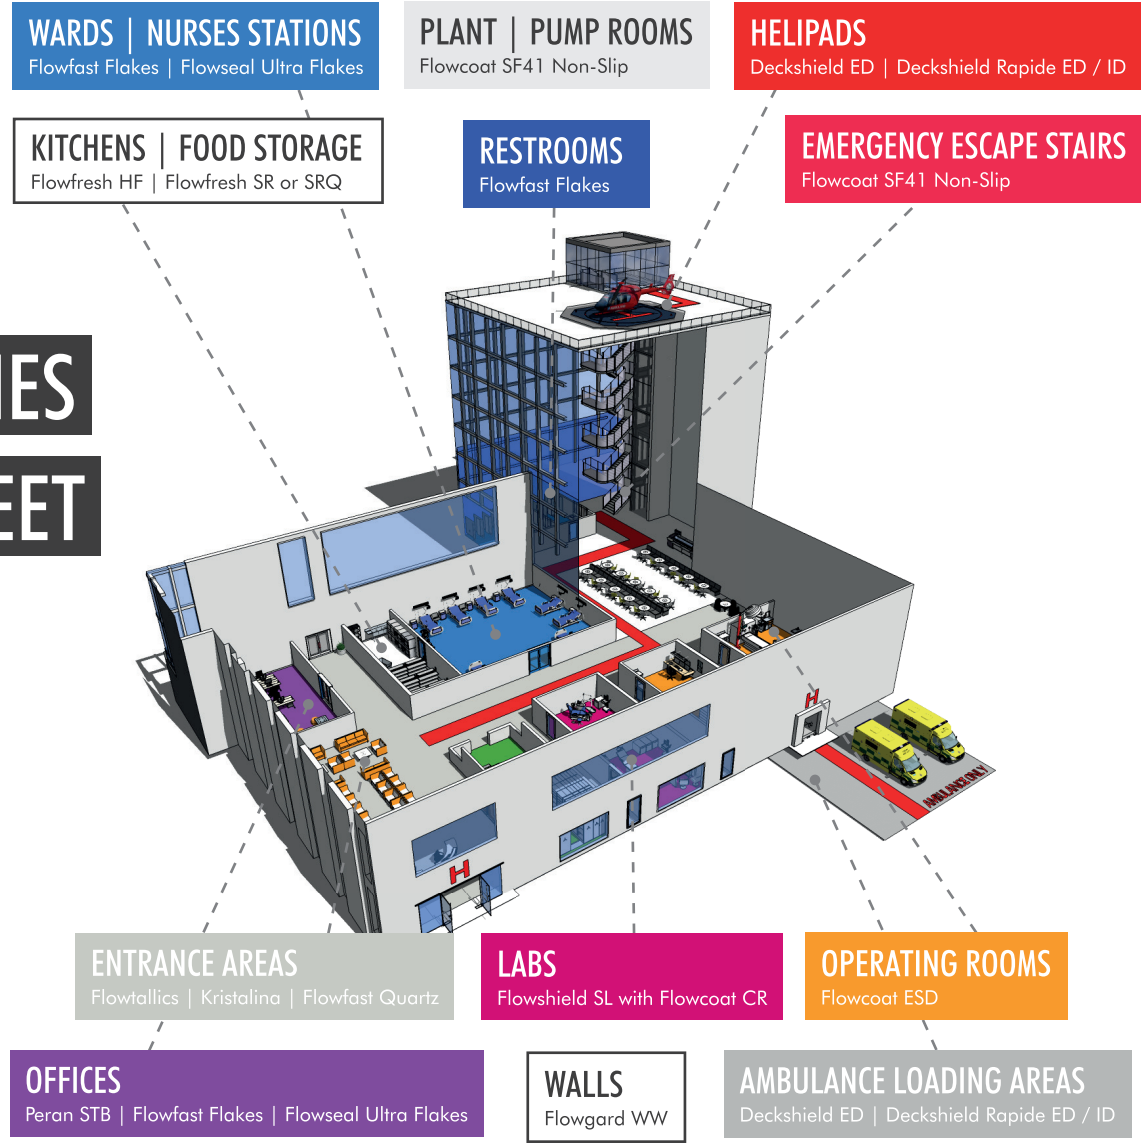 WARDS | NURSES STATIONS
Flowfast Flakes | Flowseal Ultra Flakes
PLANT | PUMP ROOMS
Flowcoat SF41 Non-Slip
HELIPADS
Deckshield ED | Deckshield Rapide ED / ID
KITCHENS | FOOD STORAGE
Flowfresh HF | Flowfresh SR or SRQ
RESTROOMS
Flowfast Flakes
EMERGENCY ESCAPE STAIRS
Flowcoat SF41 Non-Slip
IES
EET
H
H
AMBULANCE ONLY
H
ENTRANCE AREAS
Flowtallics | Kristalina | Flowfast Quartz
LABS
Flowshield SL with Flowcoat CR
OPERATING ROOMS
Flowcoat ESD
OFFICES
Peran STB | Flowfast Flakes | Flowseal Ultra Flakes
WALLS
Flowgard WW
AMBULANCE LOADING AREAS
Deckshield ED | Deckshield Rapide ED / ID